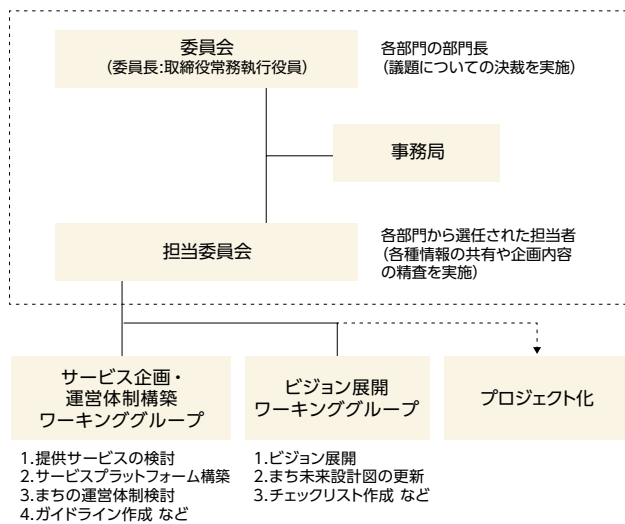 委員会
(委員長:取締役常務執行役員)
各部門の部門長
(議題についての決裁を実施)
事務局
担当委員会
各部門から選任された担当者
(各種情報の共有や企画内容
の精査を実施)
サービス企画・
運営体制構築
ワーキンググループ
1.提供サービスの検討
2.サービスプラットフォーム構築
3.まちの運営体制検討
4.ガイドライン作成 など
ビジョン展開
ワーキンググループ
1.ビジョン展開
2.まち未来設計図の更新
3.チェックリスト作成 など
プロジェクト化